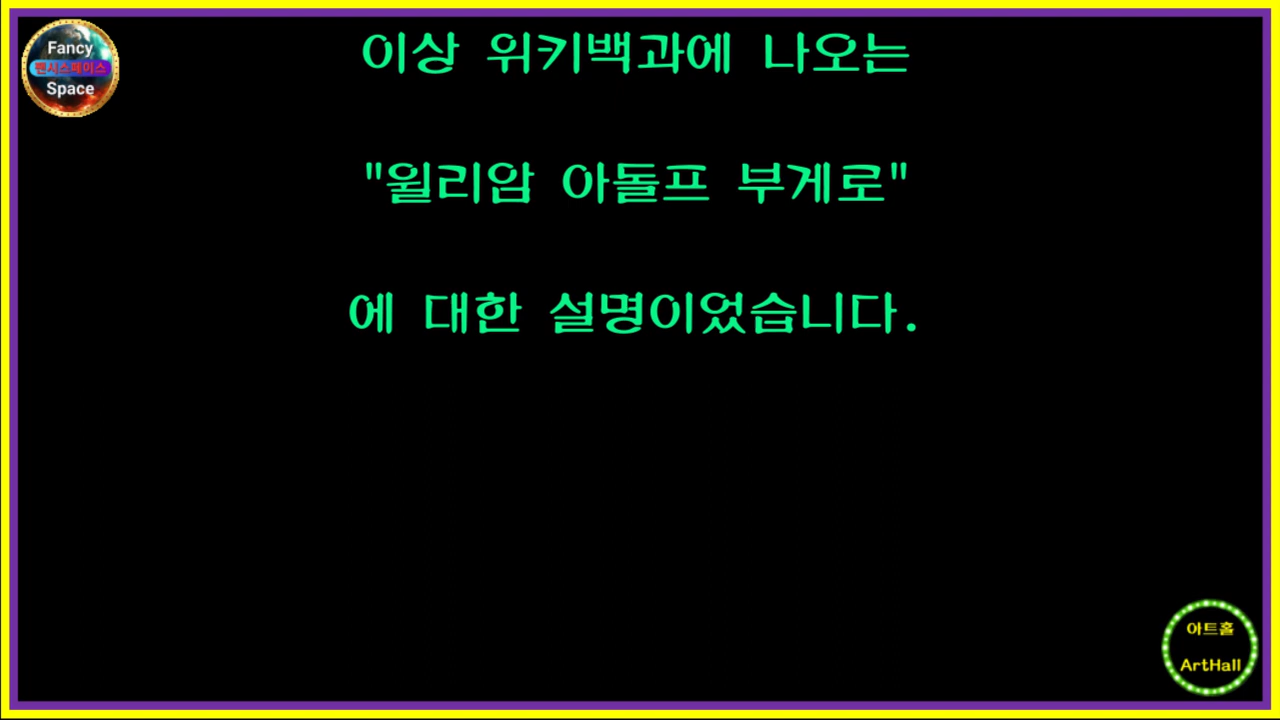 Fancy
팬시스페이스
Space
이상 위키백과에 나오는
"윌리암 아돌프 부게로"
에 대한 설명이었습니다.
아트홀
ArtHall